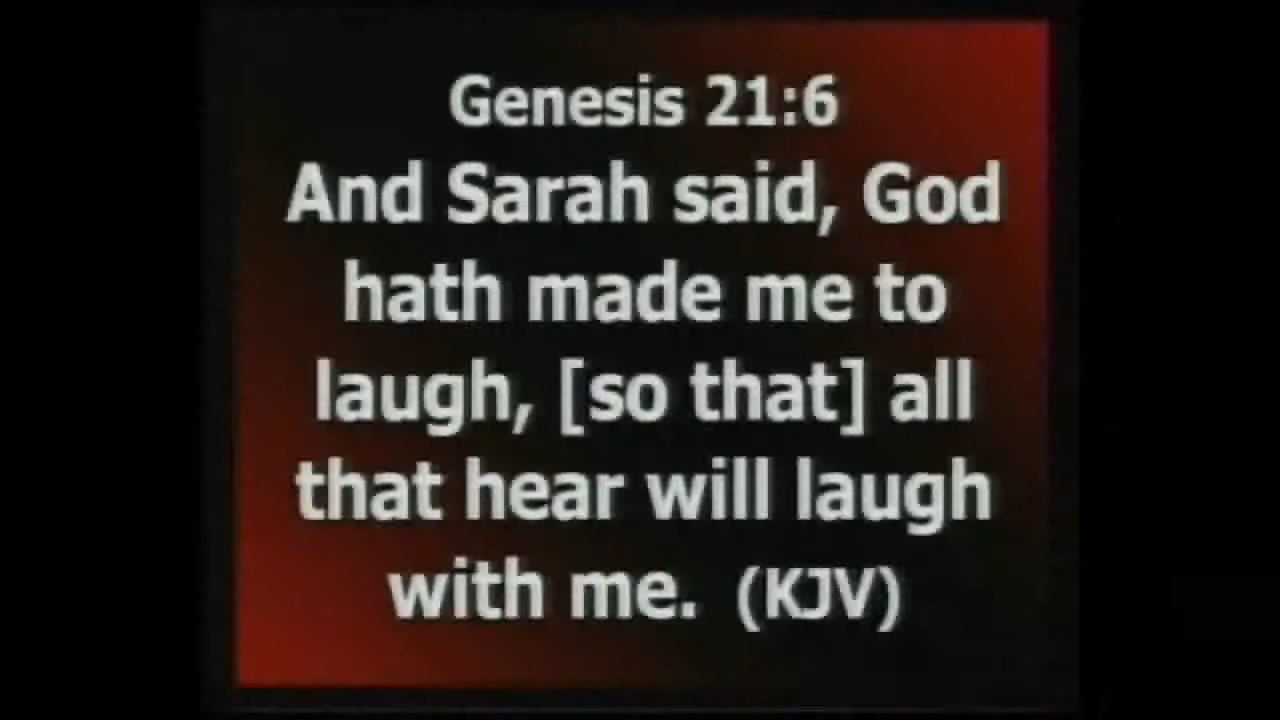 Genesis 21:6
And Sarah said, God
hath made me to
laugh, [so that] all
that hear will laugh
with me.  (KJV)